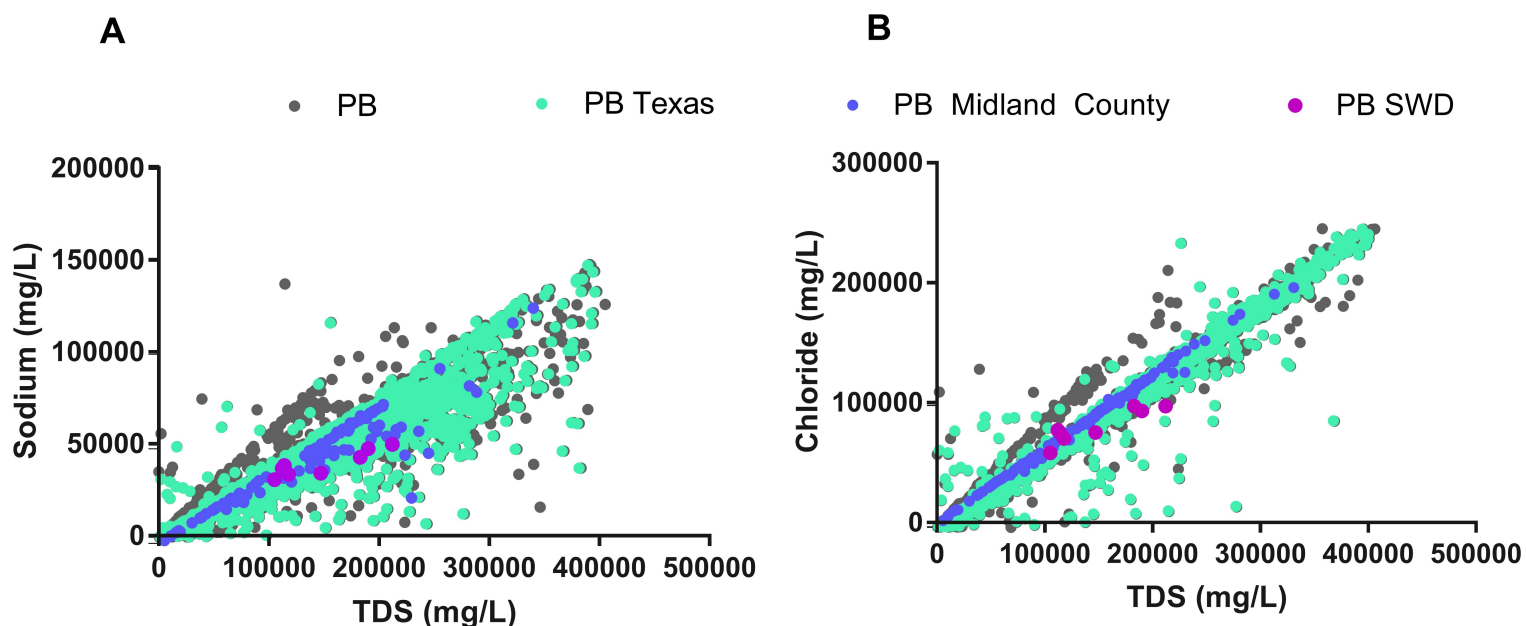 A
B
PB
PB Texas
PB Midland County
PB SWD
200000
150000
100000
50000
0
Sodium (mg/L)
0
100000
200000
300000
400000
500000
TDS (mg/L)
300000
200000
100000
0
Chloride (mg/L)
0
100000
200000
300000
400000
500000
TDS (mg/L)